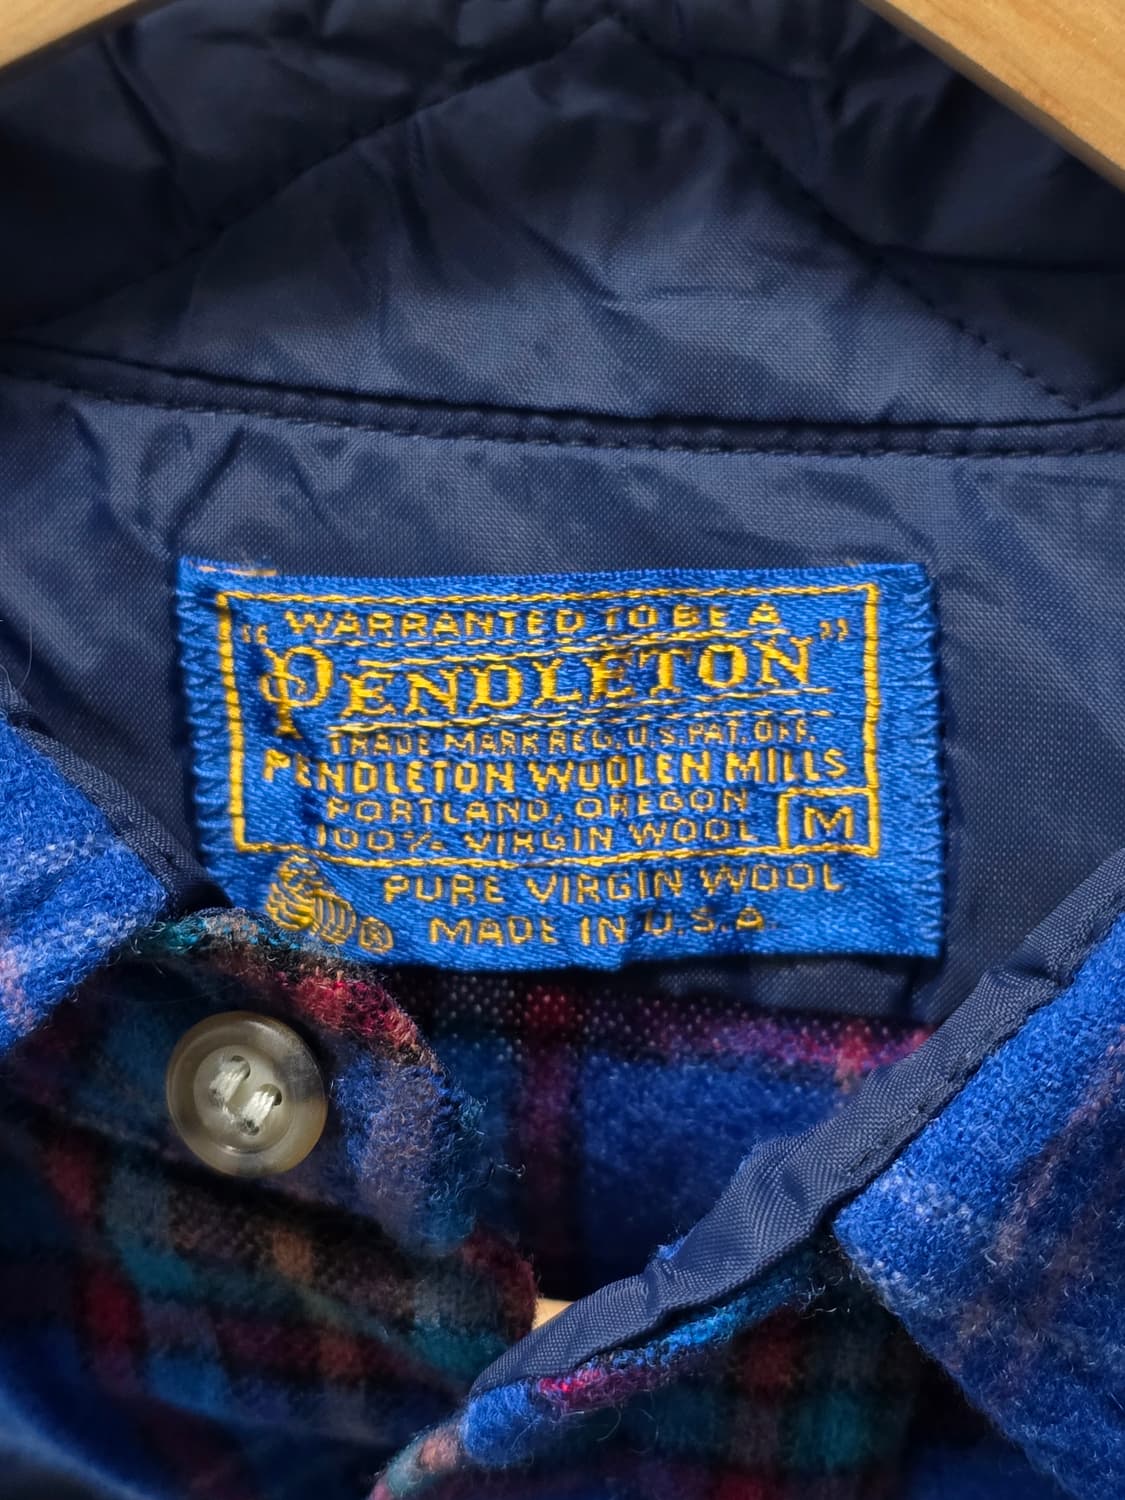 "WARRANTED TO BE A
PENDLETON"
TRADE MARK REG. U.S. PAT. OFF.
PENDLETON WOOLEN MILLS
PORTLAND, OREGON
100% VIRGIN WOOL M
PURE VIRGIN WOOL
® MADE IN U.S.A.